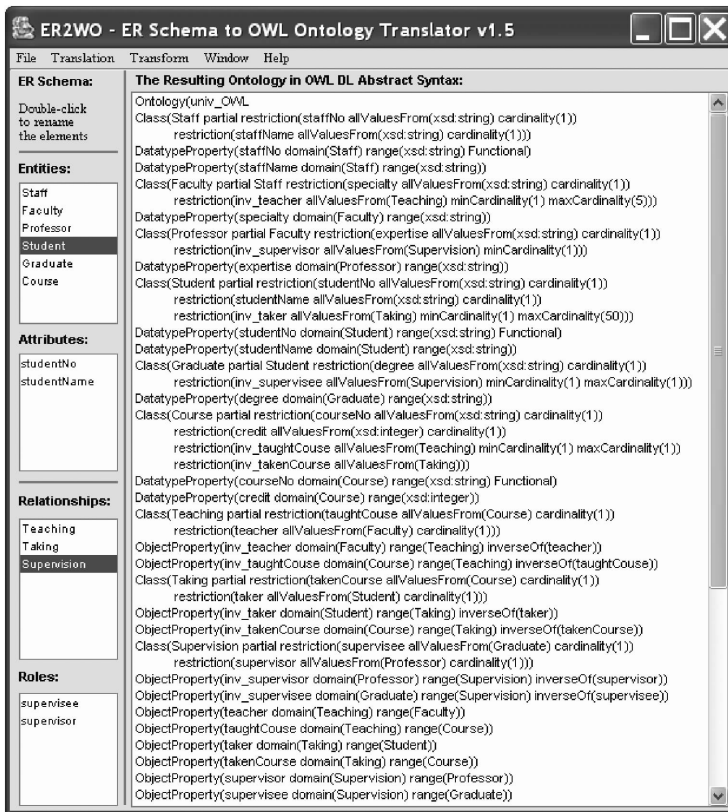 ER2WO - ER Schema to OWL Ontology Translator v1.5
File Translation Transform Window Help
ER Schema:
Double-click
to rename
the elements
Entities:
Staff
Faculty
Professor
Student
Graduate
Course
Attributes:
studentNo
studentName
Relationships:
Teaching
Taking
Supervision
Roles:
supervisee
supervisor
The Resulting Ontology in OWL DL Abstract Syntax:
Ontology(univ_OWL
Class(Staff partial restriction(staffNo allValuesFrom(xsd:string) cardinality(1))
restriction(staffName allValuesFrom(xsd:string) cardinality(1)))
DatatypeProperty(staffNo domain(Staff) range(xsd:string) Functional)
DatatypeProperty(staffName domain(Staff) range(xsd:string))
Class(Faculty partial Staff restriction(specialty allValuesFrom(xsd:string) cardinality(1))
restriction(inv_teacher allValuesFrom(Teaching) minCardinality(1) maxCardinality(5)))
DatatypeProperty(specialty domain(Faculty) range(xsd:string))
Class(Professor partial Faculty restriction(expertise allValuesFrom(xsd:string) cardinality(1))
restriction(inv_supervisor allValuesFrom(Supervision) minCardinality(1)))
DatatypeProperty(expertise domain(Professor) range(xsd:string))
Class(Student partial restriction(studentNo allValuesFrom(xsd:string) cardinality(1))
restriction(studentName allValuesFrom(xsd:string) cardinality(1))
restriction(inv_taker allValuesFrom(Taking) minCardinality(1) maxCardinality(50)))
DatatypeProperty(studentNo domain(Student) range(xsd:string) Functional)
DatatypeProperty(studentName domain(Student) range(xsd:string))
Class(Graduate partial Student restriction(degree allValuesFrom(xsd:string) cardinality(1))
restriction(inv_supervisee allValuesFrom(Supervision) minCardinality(1) maxCardinality(1)))
DatatypeProperty(degree domain(Graduate) range(xsd:string))
Class(Course partial restriction(courseNo allValuesFrom(xsd:string) cardinality(1))
restriction(credit allValuesFrom(xsd:integer) cardinality(1))
restriction(inv_taughtCouse allValuesFrom(Teaching) minCardinality(1) maxCardinality(1))
restriction(inv_takenCouse allValuesFrom(Taking)))
DatatypeProperty(courseNo domain(Course) range(xsd:string) Functional)
DatatypeProperty(credit domain(Course) range(xsd:integer))
Class(Teaching partial restriction(taughtCouse allValuesFrom(Course) cardinality(1))
restriction(teacher allValuesFrom(Faculty) cardinality(1)))
ObjectProperty(inv_teacher domain(Faculty) range(Teaching) inverseOf(teacher))
ObjectProperty(inv_taughtCouse domain(Course) range(Teaching) inverseOf(taughtCouse))
Class(Taking partial restriction(takenCourse allValuesFrom(Course) cardinality(1))
restriction(taker allValuesFrom(Student) cardinality(1)))
ObjectProperty(inv_taker domain(Student) range(Taking) inverseOf(taker))
ObjectProperty(inv_takenCourse domain(Course) range(Taking) inverseOf(takenCourse))
Class(Supervision partial restriction(supervisee allValuesFrom(Graduate) cardinality(1))
restriction(supervisor allValuesFrom(Professor) cardinality(1)))
ObjectProperty(inv_supervisor domain(Professor) range(Supervision) inverseOf(supervisor))
ObjectProperty(inv_supervisee domain(Graduate) range(Supervision) inverseOf(supervisee))
ObjectProperty(teacher domain(Teaching) range(Faculty))
ObjectProperty(taughtCouse domain(Teaching) range(Course))
ObjectProperty(taker domain(Taking) range(Student))
ObjectProperty(takenCourse domain(Taking) range(Course))
ObjectProperty(supervisor domain(Supervision) range(Professor))
ObjectProperty(supervisee domain(Supervision) range(Graduate))